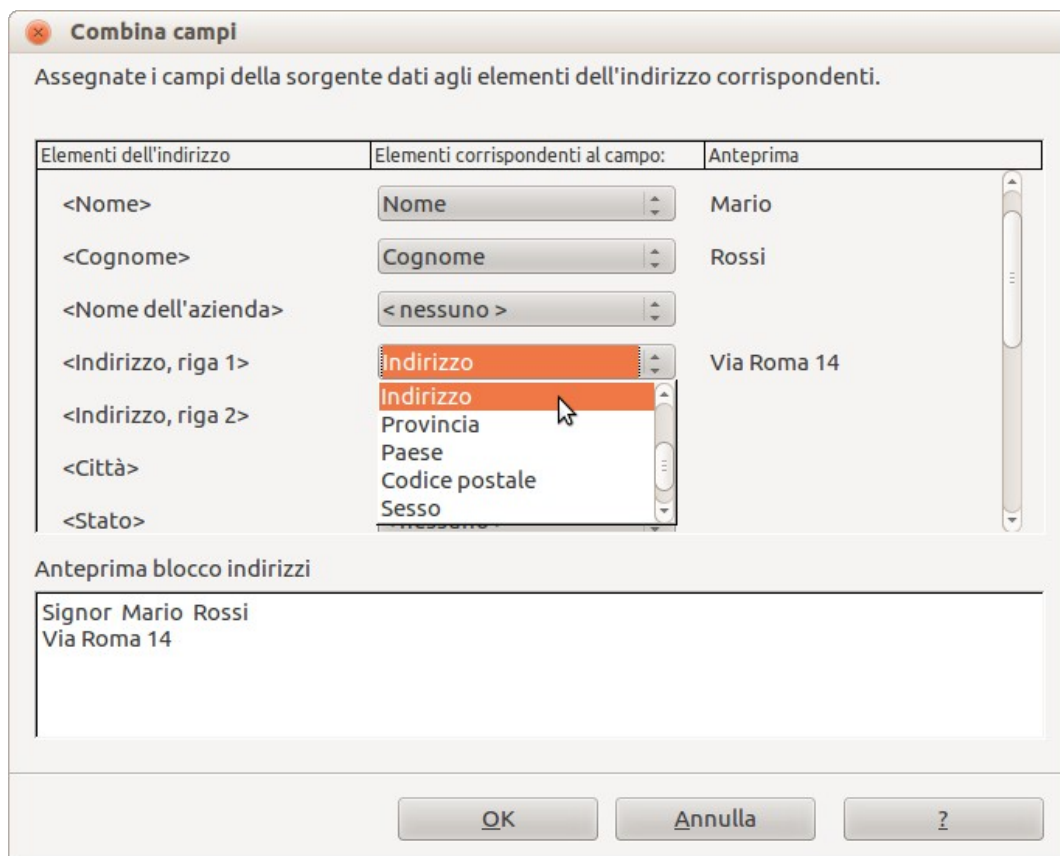 Combina campi
Assegnate i campi della sorgente dati agli elementi dell'indirizzo corrispondenti.
Elementi dell'indirizzo Elementi corrispondenti al campo: Anteprima
<Nome> Nome Mario
<Cognome> Cognome Rossi
<Nome dell'azienda> < nessuno >
<Indirizzo, riga 1> Indirizzo Via Roma 14
Indirizzo
<Indirizzo, riga 2> Provincia
Paese
<Città> Codice postale
Sesso
<Stato> < nessuno >
Anteprima blocco indirizzi
Signor Mario Rossi
Via Roma 14
OK Annulla ?